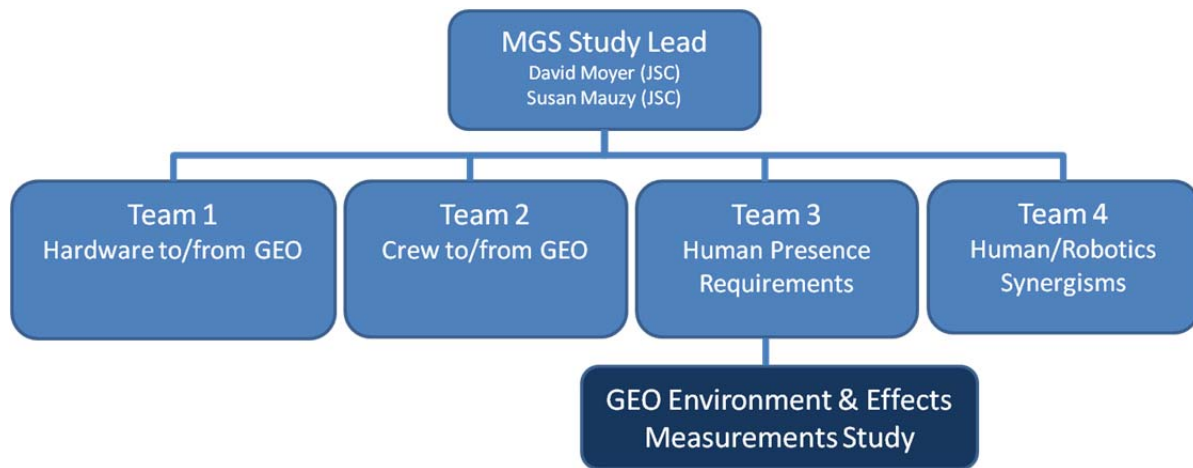 MGS Study Lead
David Moyer (JSC)
Susan Mauzy (JSC)
Team 1
Hardware to/from GEO
Team 2
Crew to/from GEO
Team 3
Human Presence
Requirements
Team 4
Human/Robotics
Synergisms
GEO Environment & Effects
Measurements Study